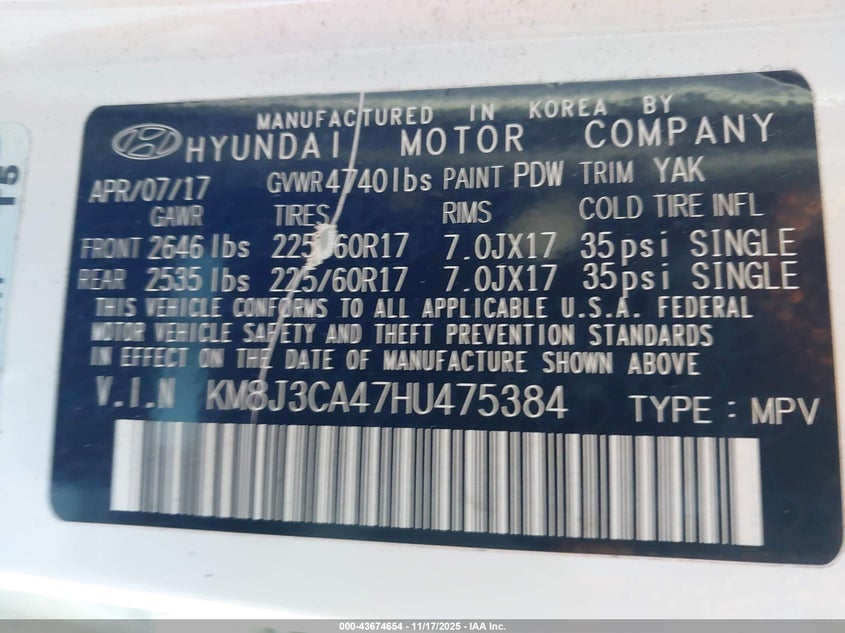 MANUFACTURED IN KOREA BY
HYUNDAI MOTOR COMPANY
APR/07/17 GVWR 4740lbs PAINT PDW TRIM YAK
GAWR TIRES RIMS COLD TIRE INFL
FRONT 2646 lbs 225/60R17 7.0JX17 35psi SINGLE
REAR 2535 lbs 225/60R17 7.0JX17 35psi SINGLE
THIS VEHICLE CONFORMS TO ALL APPLICABLE U.S.A. FEDERAL
MOTOR VEHICLE SAFETY AND THEFT PREVENTION STANDARDS
IN EFFECT ON THE DATE OF MANUFACTURE SHOWN ABOVE
V.I.N KM8J3CA47HU475384 TYPE : MPV
000-43674654 — 11/17/2025 - IAA Inc.